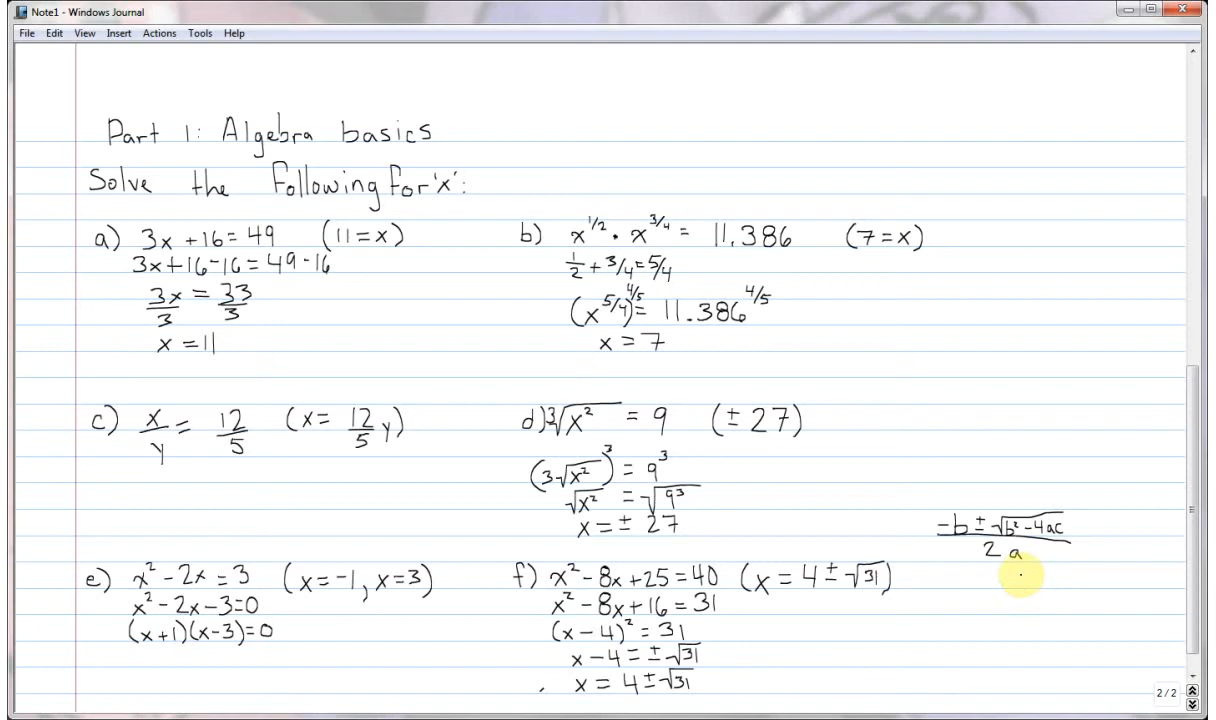 Note1 - Windows Journal
File Edit View Insert Actions Tools Help
Part 1: Algebra basics
Solve the Following for 'x':
a) 3x + 16 = 49 (11 = x)
3x + 16 - 16 = 49 - 16
3x/3 = 33/3
x = 11
b) x^1/2 · x^3/4 = 11.386 (7 = x)
1/2 + 3/4 = 5/4
(x^5/4)^4/5 = 11.386^4/5
x = 7
c) x/y = 12/5 (x = 12/5 y)
d) ³√x² = 9 (± 27)
(3√x²)³ = 9³
√x² = √9³
x = ± 27
-b ± √b² - 4ac
2a
e) x² - 2x = 3 (x = -1, x = 3)
x² - 2x - 3 = 0
(x + 1)(x - 3) = 0
f) x² - 8x + 25 = 40 (x = 4 ± √31)
x² - 8x + 16 = 31
(x - 4)² = 31
x - 4 = ± √31
x = 4 ± √31
2/2